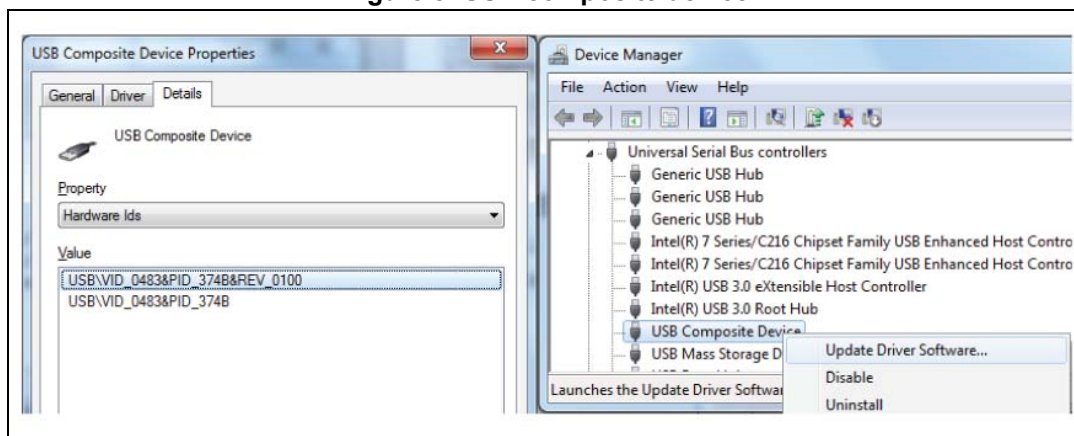 USB Composite Device Properties
General Driver Details
USB Composite Device
Property
Hardware Ids
Value
USB\VID_0483&PID_374B&REV_0100
USB\VID_0483&PID_374B
Device Manager
File Action View Help
Universal Serial Bus controllers
Generic USB Hub
Generic USB Hub
Generic USB Hub
Intel(R) 7 Series/C216 Chipset Family USB Enhanced Host Contro
Intel(R) 7 Series/C216 Chipset Family USB Enhanced Host Contro
Intel(R) USB 3.0 eXtensible Host Controller
Intel(R) USB 3.0 Root Hub
USB Composite Device
USB Mass Storage D
Update Driver Software...
Disable
Uninstall
Launches the Update Driver Softwar